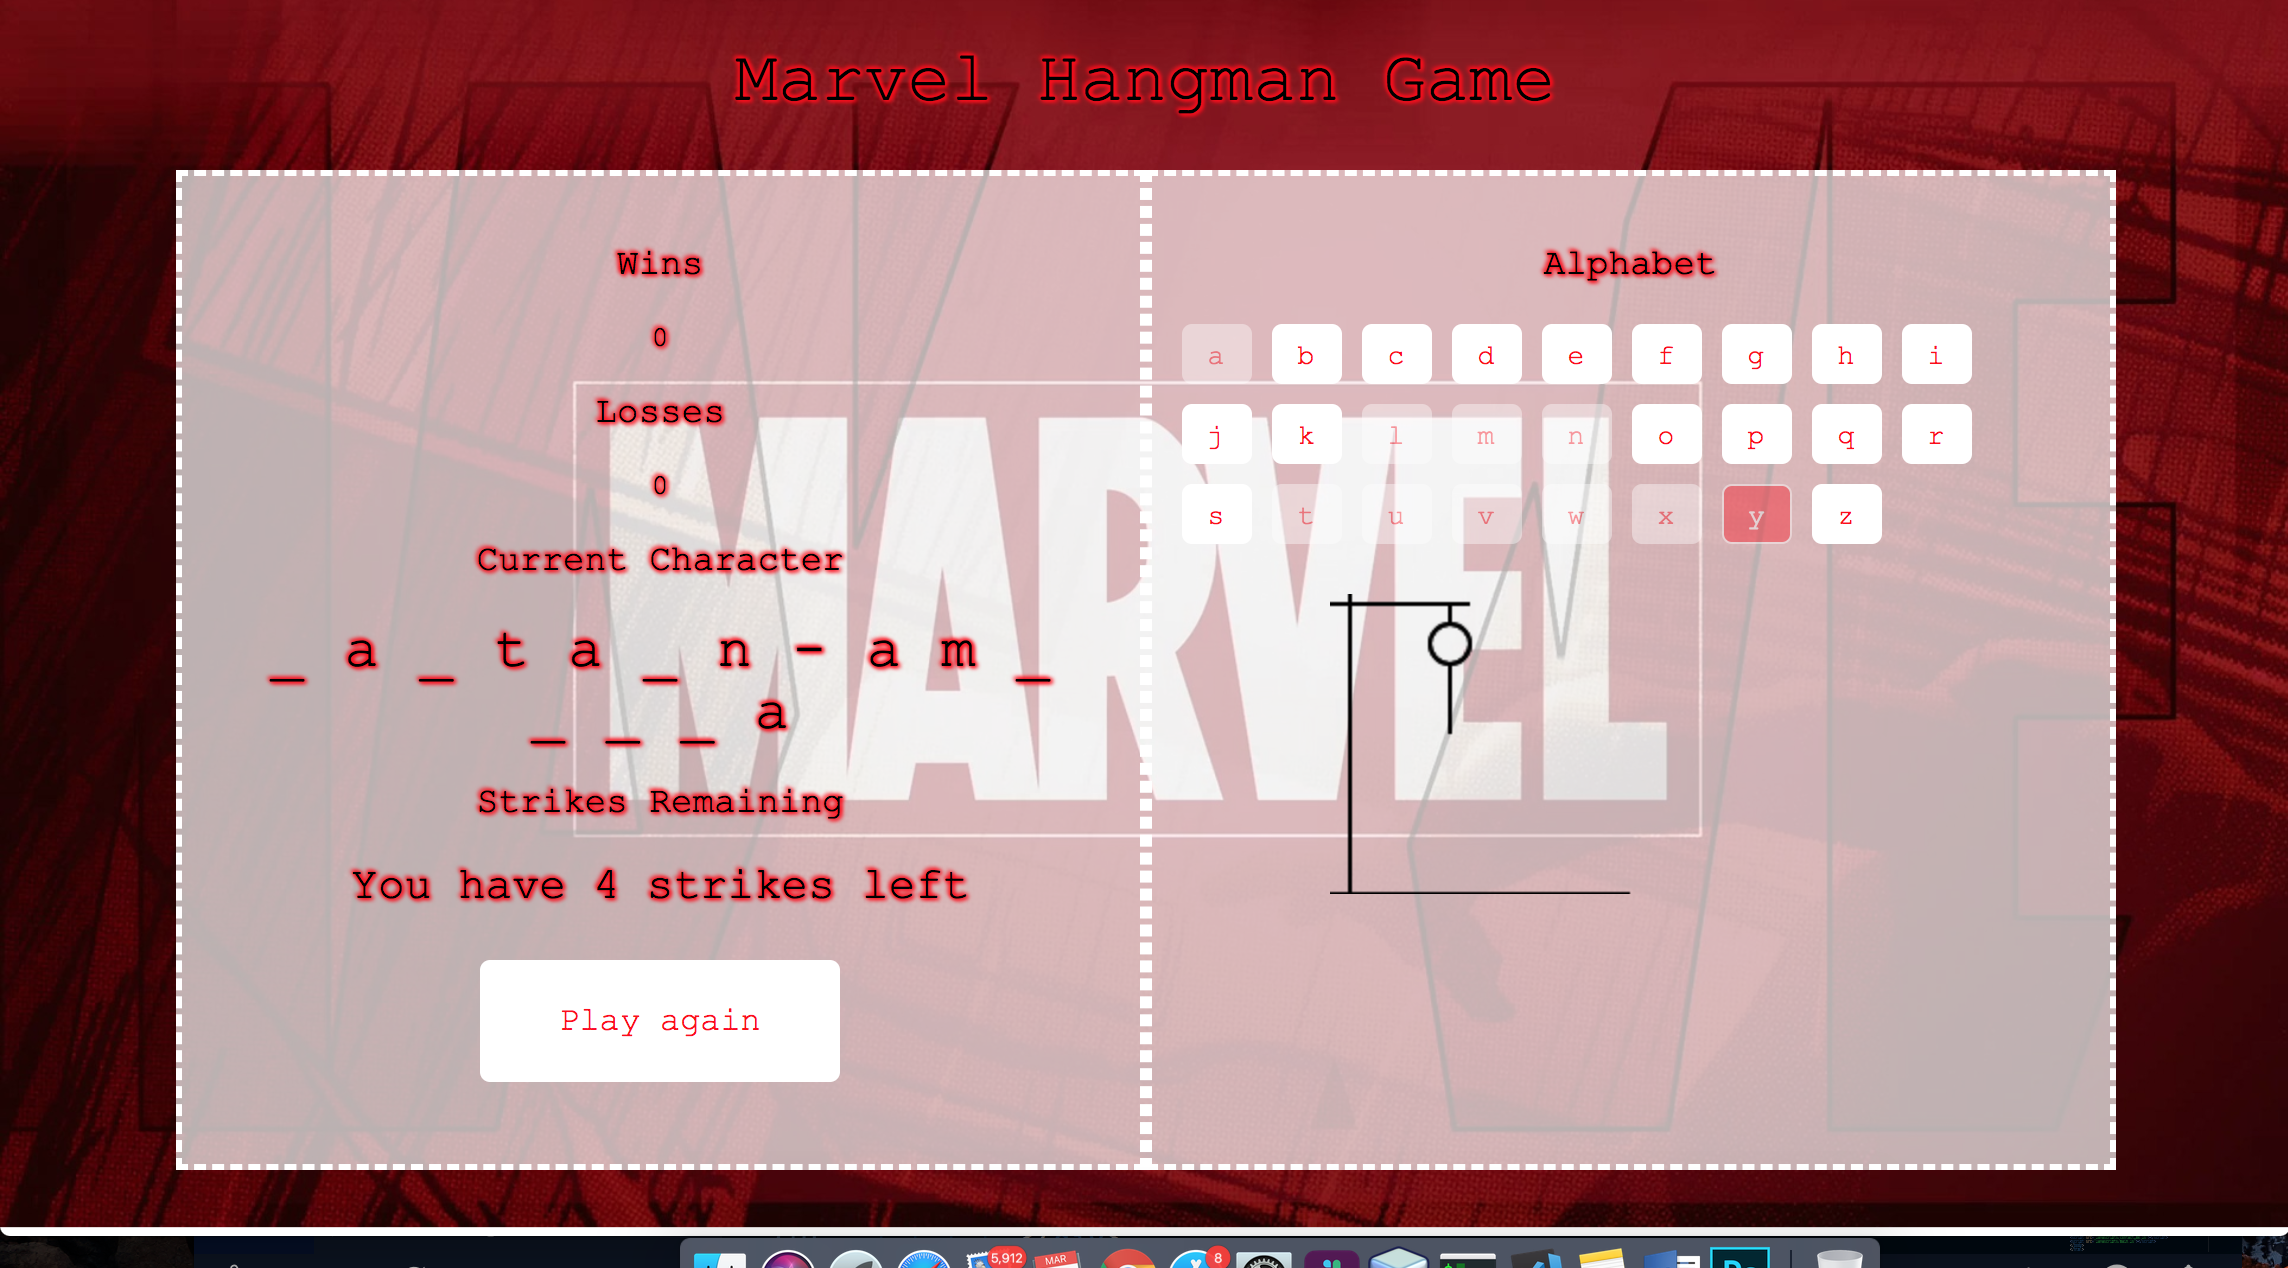 Marvel Hangman Game
Wins
0
Losses
0
Current Character
_ a _ t a _ n - a m _
_ _ _ a
Strikes Remaining
You have 4 strikes left
Play again
Alphabet
a b c d e f g h i
j k l m n o p q r
s t u v w x y z
MARVEL
5,912
MAR
8